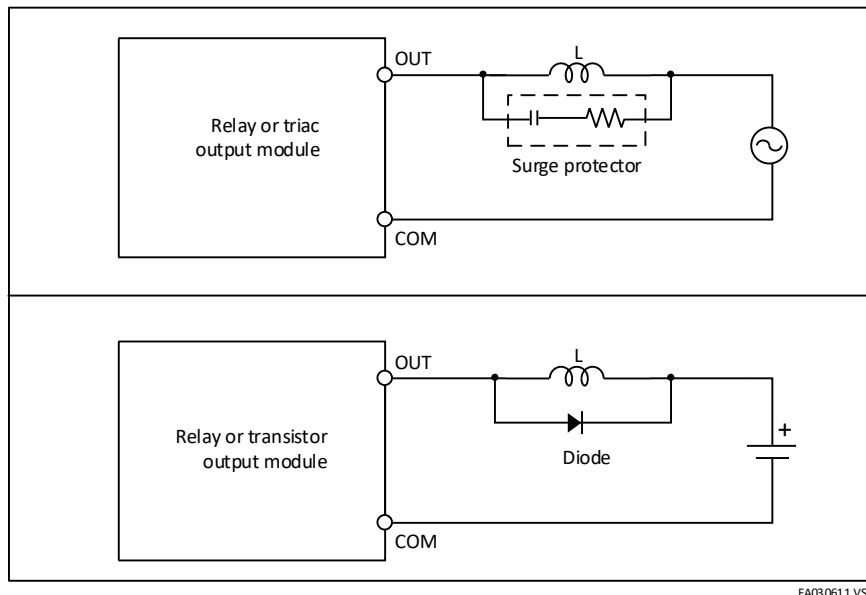 OUT
L
Relay or triac
output module
Surge protector
COM
OUT
L
+
Relay or transistor
output module
Diode
COM
FA030611.VSD